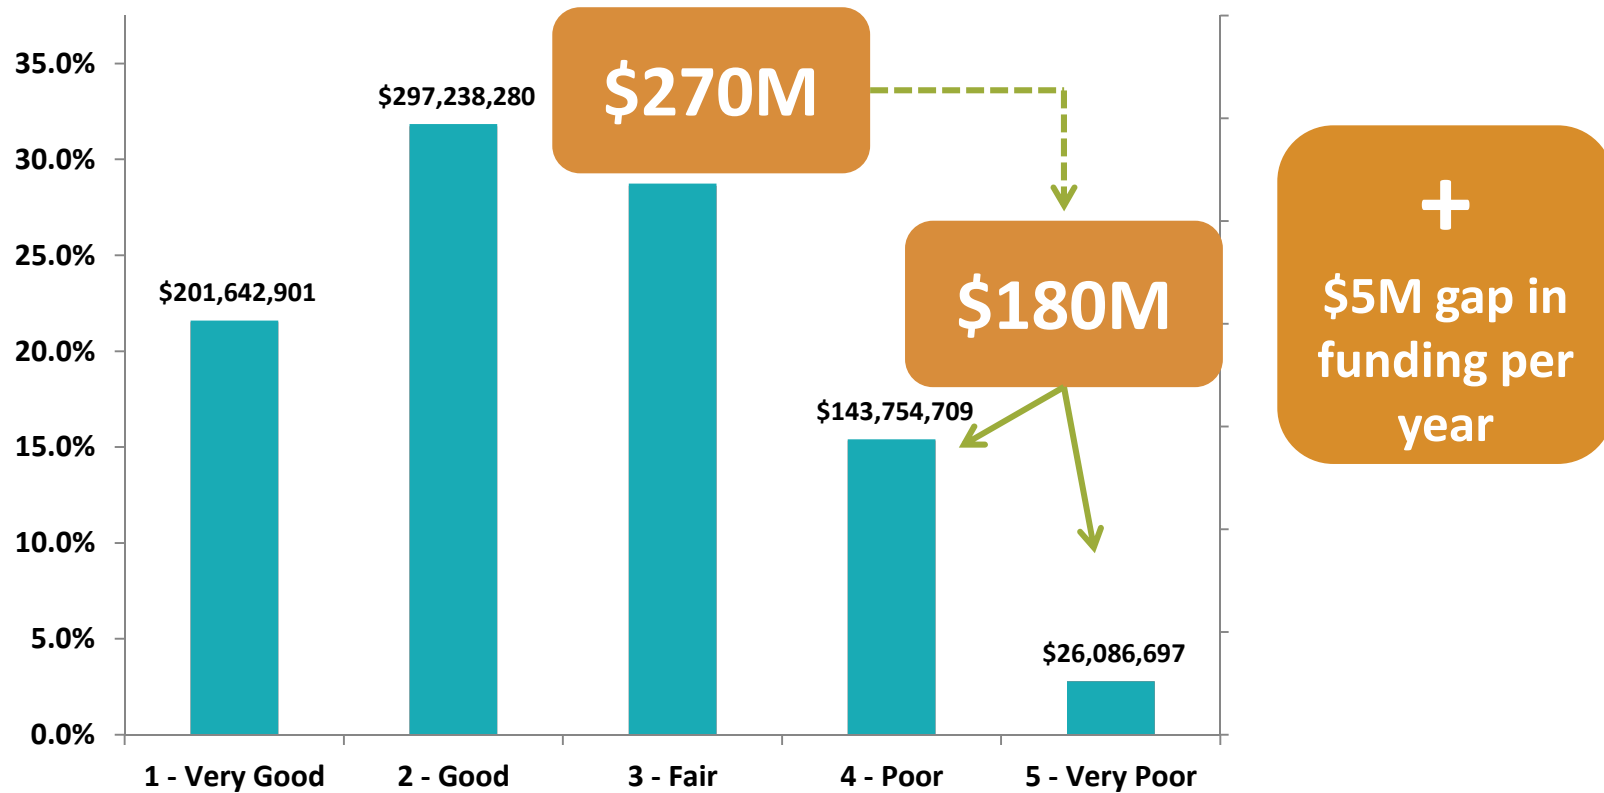 35.0%
30.0%
25.0%
20.0%
15.0%
10.0%
5.0%
0.0%
$201,642,901
$297,238,280
$270M
$180M
$143,754,709
$26,086,697
1 - Very Good
2 - Good
3 - Fair
4 - Poor
5 - Very Poor
+
$5M gap in
funding per
year